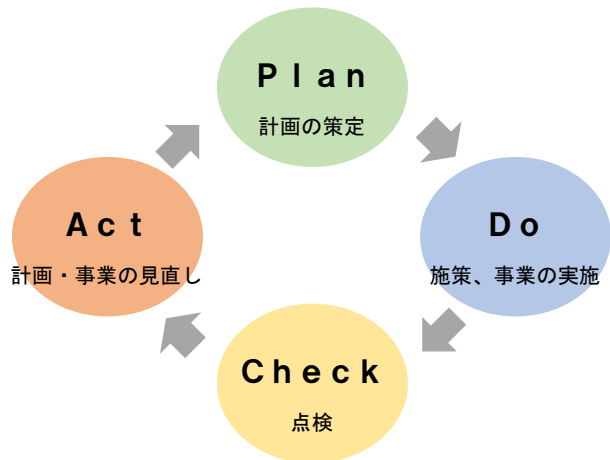 Ｐｌａｎ
計画の策定
Ｄｏ
施策、事業の実施
Ｃｈｅｃｋ
点検
Ａｃｔ
計画・事業の見直し